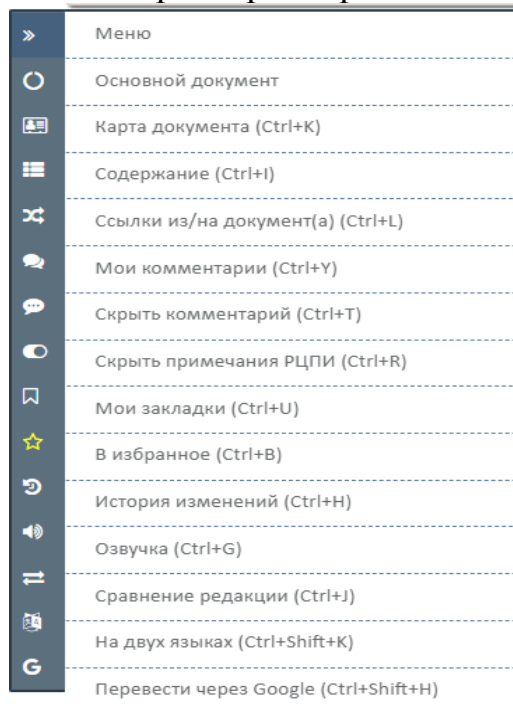 Меню
Основной документ
Карта документа (Ctrl+K)
Содержание (Ctrl+I)
Ссылки из/на документ(а) (Ctrl+L)
Мои комментарии (Ctrl+Y)
Скрыть комментарий (Ctrl+T)
Скрыть примечания РЦПИ (Ctrl+R)
Мои закладки (Ctrl+U)
В избранное (Ctrl+B)
История изменений (Ctrl+H)
Озвучка (Ctrl+G)
Сравнение редакции (Ctrl+J)
На двух языках (Ctrl+Shift+K)
G
Перевести через Google (Ctrl+Shift+H)